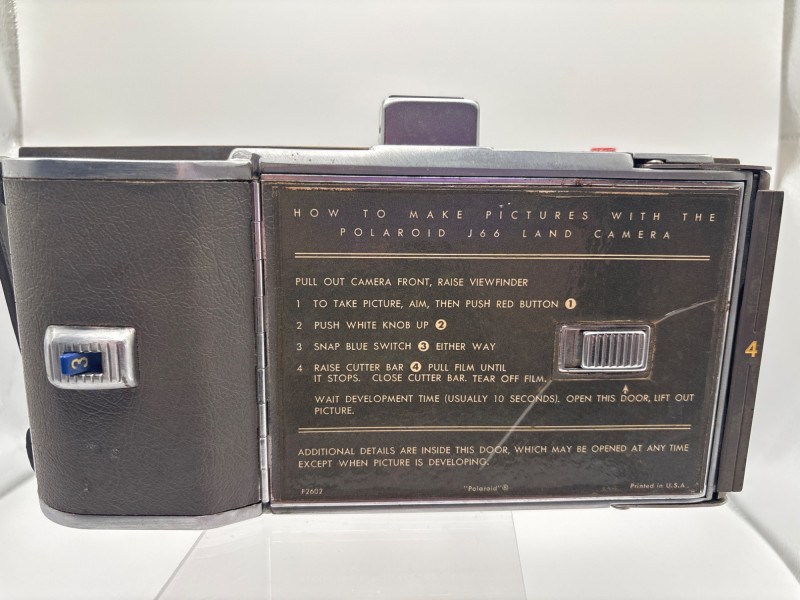 HOW TO MAKE PICTURES WITH THE
POLAROID J66 LAND CAMERA
PULL OUT CAMERA FRONT, RAISE VIEWFINDER
1 TO TAKE PICTURE, AIM, THEN PUSH RED BUTTON 1
2 PUSH WHITE KNOB UP 2
3 SNAP BLUE SWITCH 3 EITHER WAY
4 RAISE CUTTER BAR 4 PULL FILM UNTIL
IT STOPS. CLOSE CUTTER BAR. TEAR OFF FILM.
WAIT DEVELOPMENT TIME (USUALLY 10 SECONDS). OPEN THIS DOOR, LIFT OUT
PICTURE.
ADDITIONAL DETAILS ARE INSIDE THIS DOOR, WHICH MAY BE OPENED AT ANY TIME
EXCEPT WHEN PICTURE IS DEVELOPING.
F2602 "Polaroid"® Printed in U.S.A.
3
4